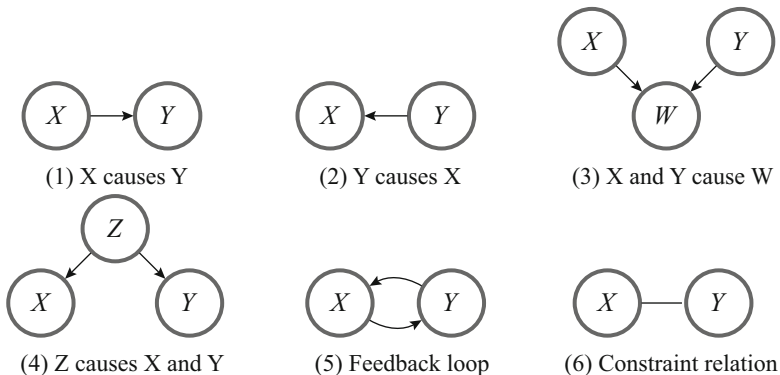 X Y
X Y
X Y
W
(1) X causes Y
(2) Y causes X
(3) X and Y cause W
Z
X Y
X Y
X Y
(4) Z causes X and Y
(5) Feedback loop
(6) Constraint relation